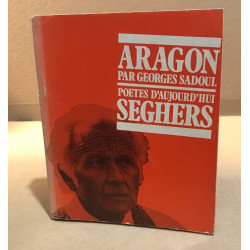 ARAGON
PAR GEORGES SADOUL
POETES D'AUJOURD'HUI
SEGHERS